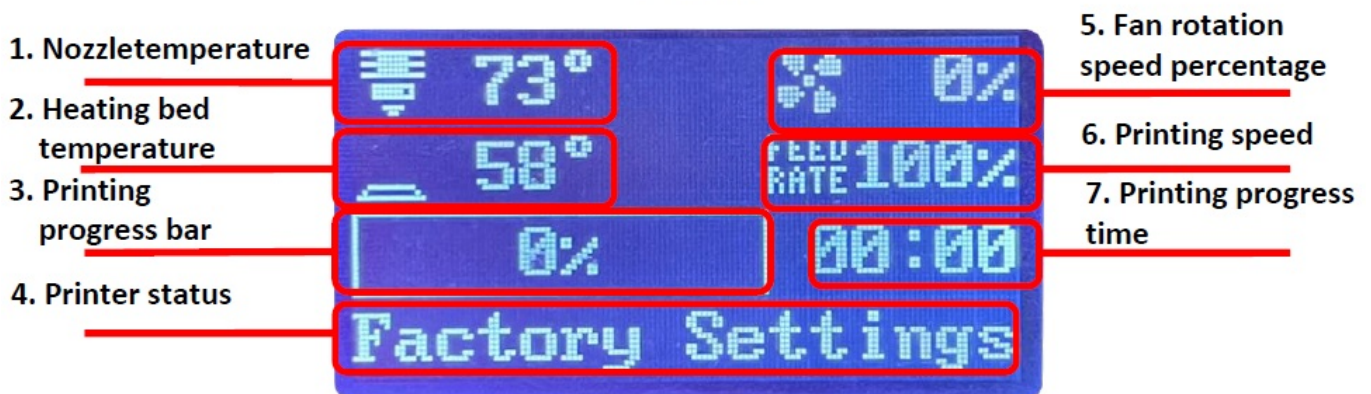 1. Nozzletemperature
2. Heating bed
temperature
3. Printing
progress bar
4. Printer status
73°
58°
0%
Factory Settings
0%
FEED
RATE 100%
00:00
5. Fan rotation
speed percentage
6. Printing speed
7. Printing progress
time